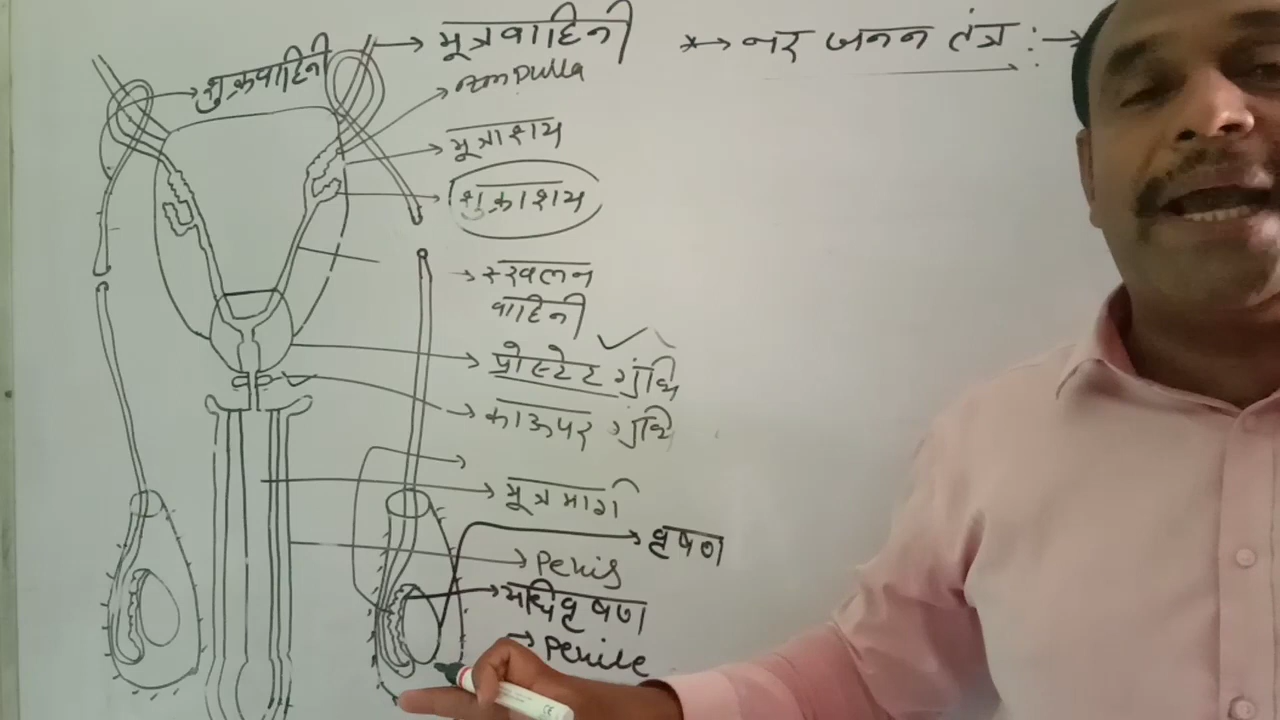 मूत्रवाहिनी
*→ नर जनन तंत्र :→
शुक्रवाहिनी
Ampulla
मूत्राशय
शुक्राशय
स्खलन
वाहिनी
प्रोस्टेट ग्रंथि
काऊपर ग्रंथि
मूत्र मार्ग
वृषण
Penis
अधिवृषण
→ Penile